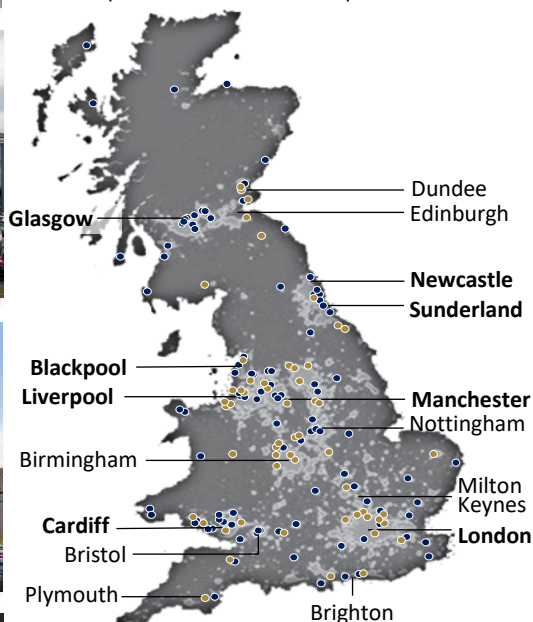 Dundee
Edinburgh
Glasgow
Newcastle
Sunderland
Blackpool
Liverpool
Manchester
Nottingham
Birmingham
Milton
Keynes
Cardiff
London
Bristol
Plymouth
Brighton